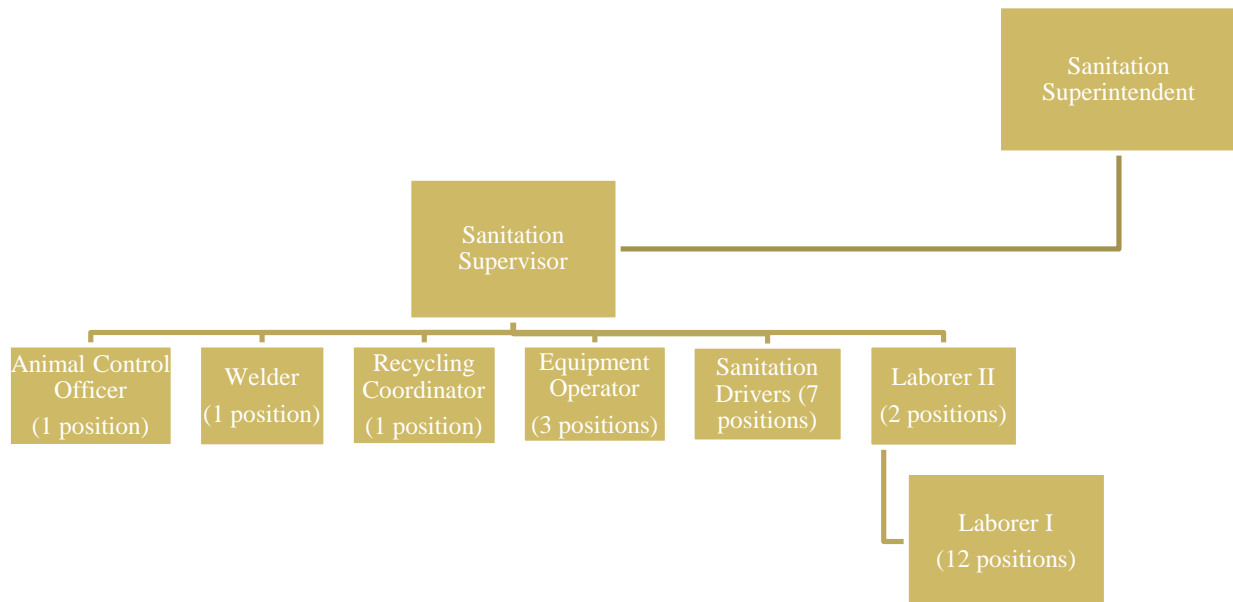 Sanitation
Superintendent
Sanitation
Supervisor
Animal Control
Officer
(1 position)
Welder
(1 position)
Recycling
Coordinator
(1 position)
Equipment
Operator
(3 positions)
Sanitation
Drivers (7
positions)
Laborer II
(2 positions)
Laborer I
(12 positions)